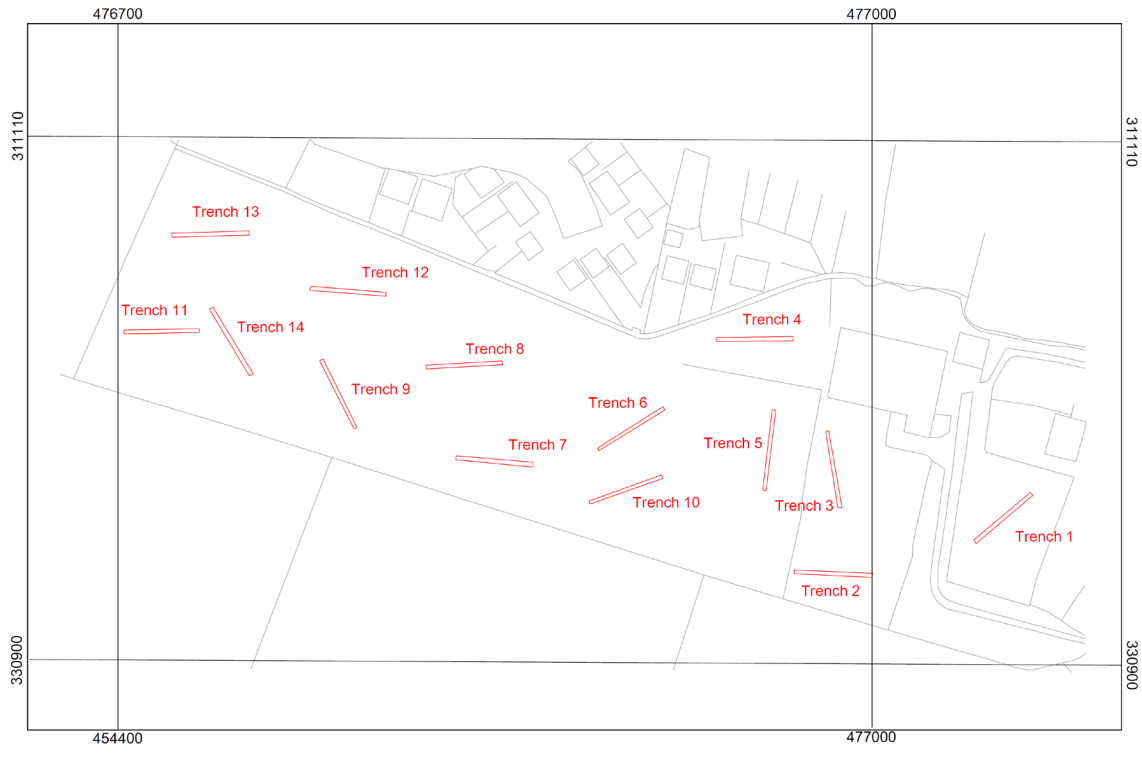 476700
477000
311110
311110
Trench 13
Trench 12
Trench 11
Trench 14
Trench 4
Trench 8
Trench 9
Trench 6
Trench 7
Trench 5
Trench 10
Trench 3
Trench 1
Trench 2
330900
330900
454400
477000